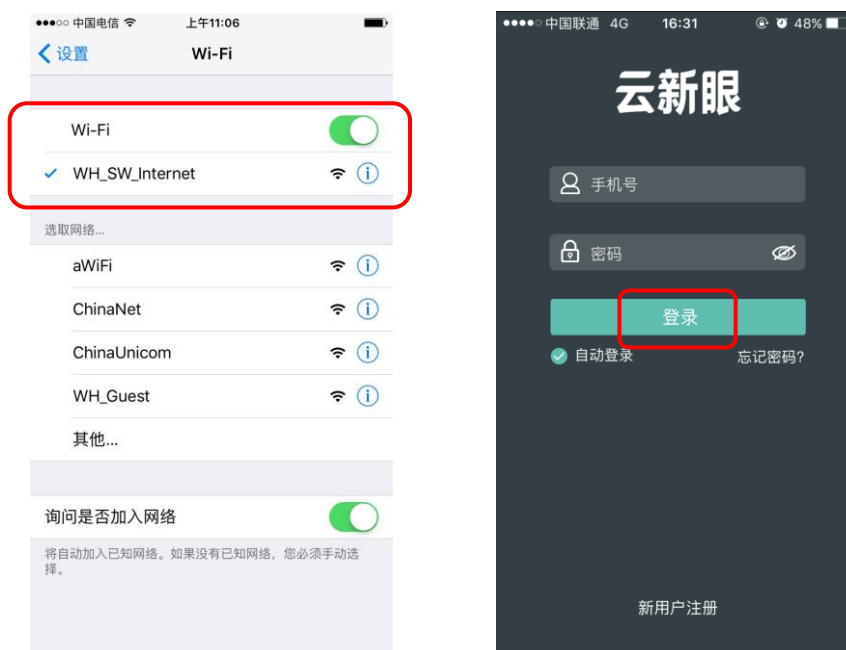 中国电信 上午11:06
设置 Wi-Fi
Wi-Fi
WH_SW_Internet
选取网络...
aWiFi
ChinaNet
ChinaUnicom
WH_Guest
其他...
询问是否加入网络
将自动加入已知网络。如果没有已知网络，您必须手动选
择。
中国联通 4G 16:31 48%
云新眼
手机号
密码
登录
自动登录 忘记密码?
新用户注册